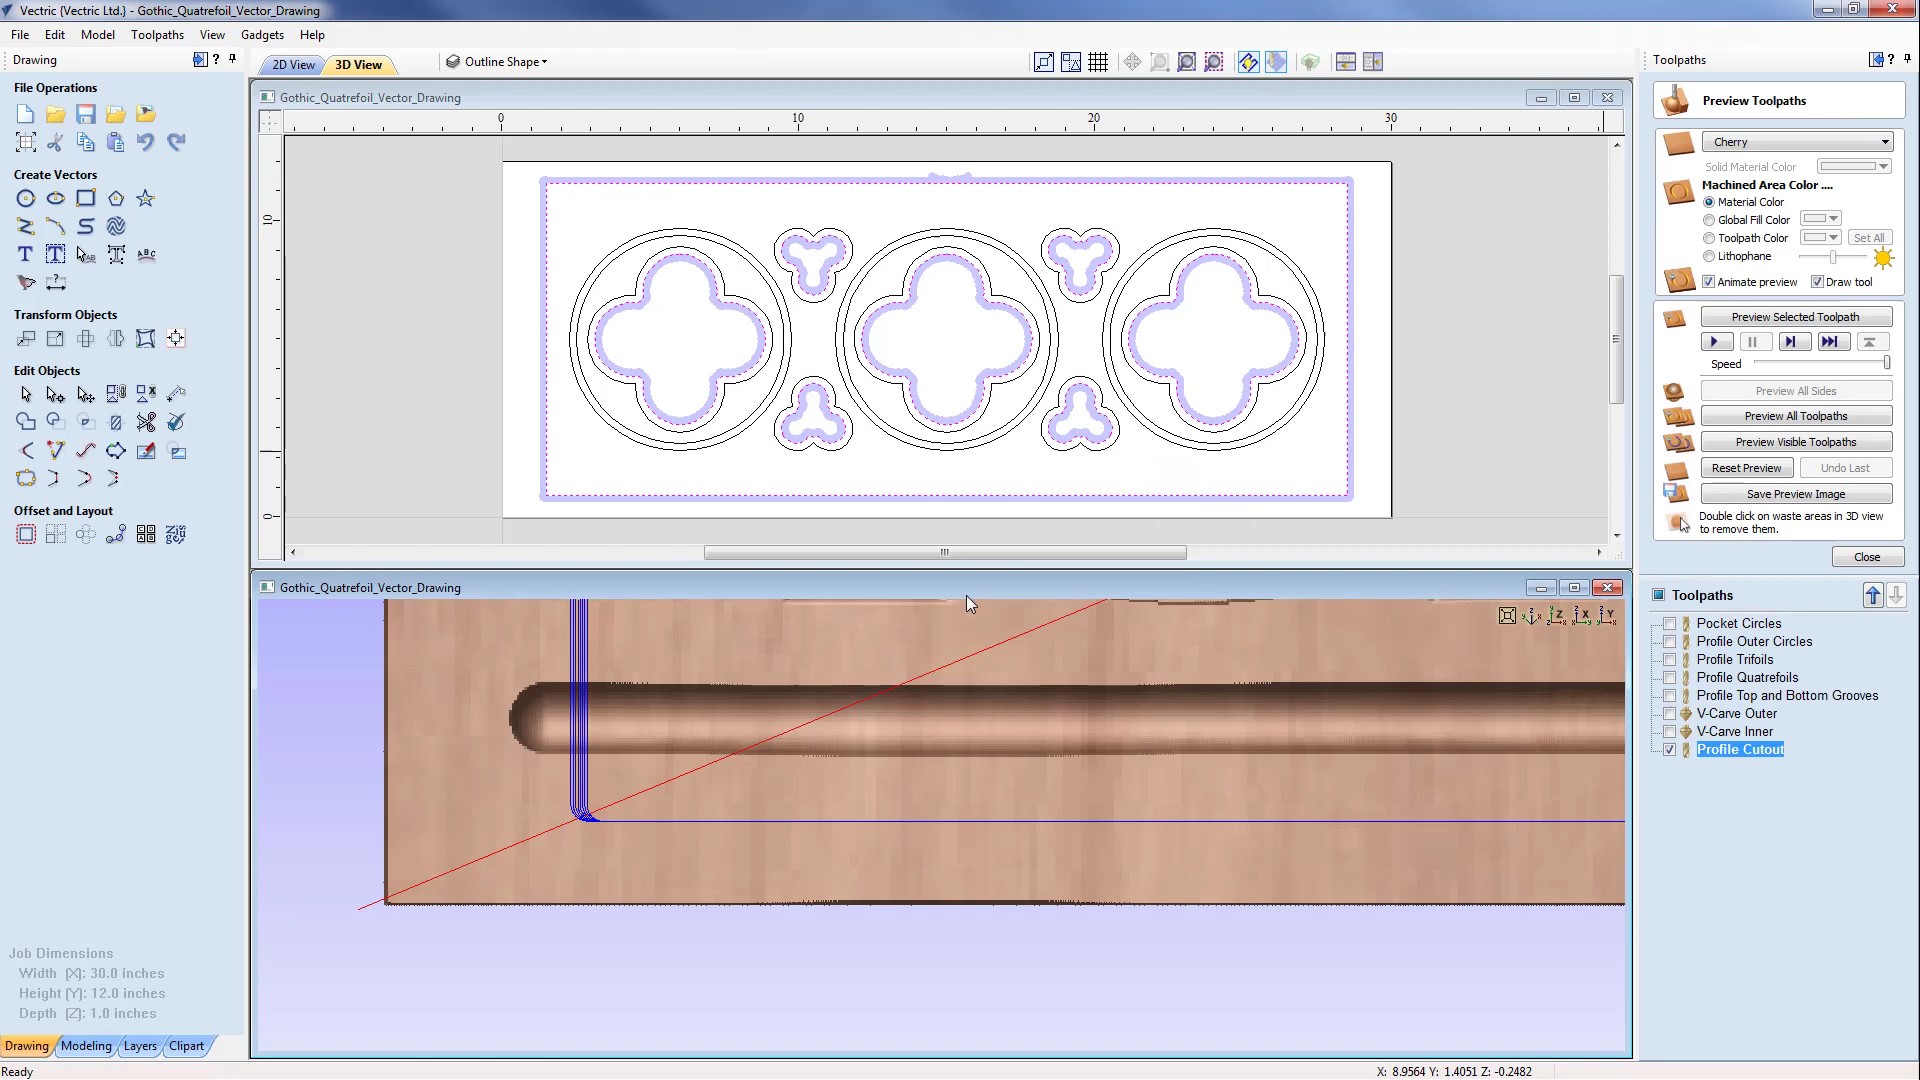 Vectric {Vectric Ltd.} - Gothic_Quatrefoil_Vector_Drawing
File Edit Model Toolpaths View Gadgets Help
Drawing
File Operations
Create Vectors
Transform Objects
Edit Objects
Offset and Layout
Job Dimensions
Width (X): 30.0 inches
Height (Y): 12.0 inches
Depth (Z): 1.0 inches
Drawing Modeling Layers Clipart
Ready
2D View 3D View
Outline Shape
Gothic_Quatrefoil_Vector_Drawing
0 10 20 30
10
0
Gothic_Quatrefoil_Vector_Drawing
Toolpaths
Preview Toolpaths
Cherry
Solid Material Color
Machined Area Color ....
Material Color
Global Fill Color
Toolpath Color
Set All
Lithophane
Animate preview
Draw tool
Preview Selected Toolpath
Speed
Preview All Sides
Preview All Toolpaths
Preview Visible Toolpaths
Reset Preview
Undo Last
Save Preview Image
Double click on waste areas in 3D view
to remove them.
Close
Toolpaths
Pocket Circles
Profile Outer Circles
Profile Trifoils
Profile Quatrefoils
Profile Top and Bottom Grooves
V-Carve Outer
V-Carve Inner
Profile Cutout
X: 8.9564 Y: 1.4051 Z: -0.2482